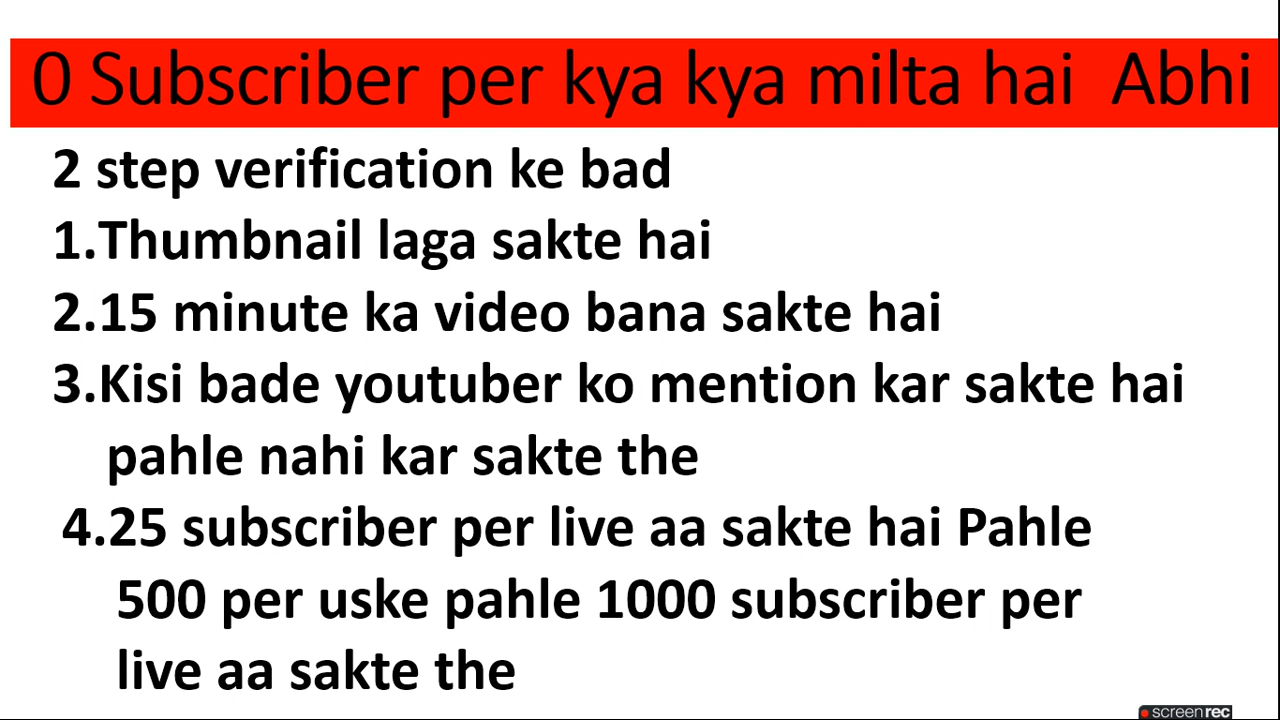 0 Subscriber per kya kya milta hai Abhi
2 step verification ke bad
1.Thumbnail laga sakte hai
2.15 minute ka video bana sakte hai
3.Kisi bade youtuber ko mention kar sakte hai
pahle nahi kar sakte the
4.25 subscriber per live aa sakte hai Pahle
500 per uske pahle 1000 subscriber per
live aa sakte the
screenrec